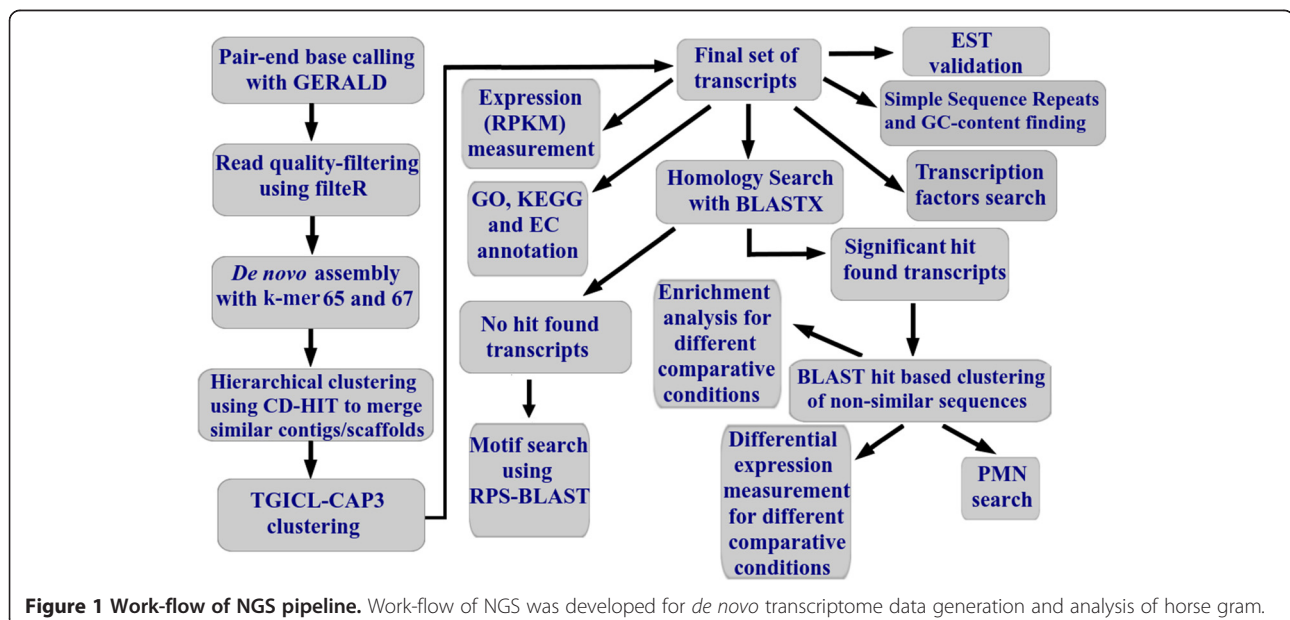 Pair-end base calling
with GERALD
Read quality-filtering
using filteR
De novo assembly
with k-mer 65 and 67
Hierarchical clustering
using CD-HIT to merge
similar contigs/scaffolds
TGICL-CAP3
clustering
Final set of
transcripts
EST
validation
Simple Sequence Repeats
and GC-content finding
Transcription
factors search
Expression
(RPKM)
measurement
GO, KEGG
and EC
annotation
Homology Search
with BLASTX
Significant hit
found transcripts
No hit found
transcripts
Motif search
using
RPS-BLAST
Enrichment
analysis for
different
comparative
conditions
BLAST hit based clustering
of non-similar sequences
Differential
expression
measurement
for different
comparative
conditions
PMN
search
Figure 1 Work-flow of NGS pipeline. Work-flow of NGS was developed for de novo transcriptome data generation and analysis of horse gram.